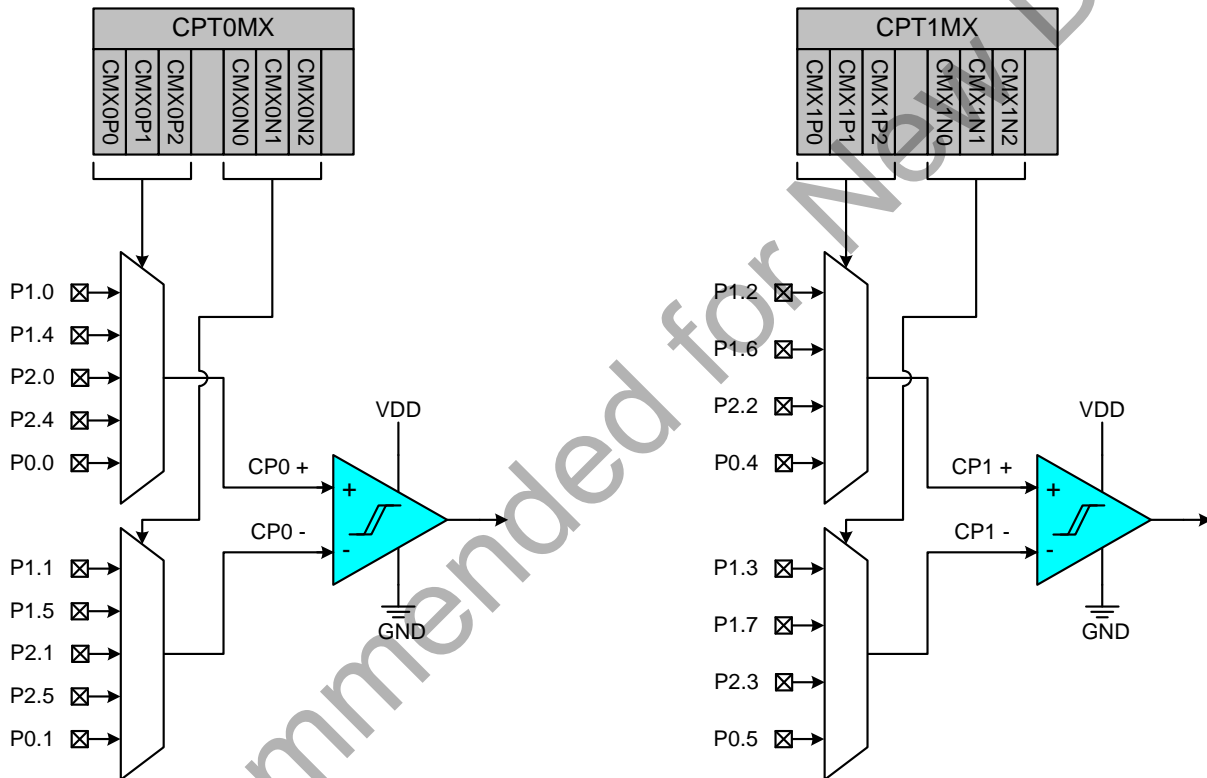 CPT0MX
CMX0P0
CMX0P1
CMX0P2
CMX0N0
CMX0N1
CMX0N2
P1.0
P1.4
P2.0
P2.4
P0.0
P1.1
P1.5
P2.1
P2.5
P0.1
CP0 +
CP0 -
+
-
VDD
GND
CPT1MX
CMX1P0
CMX1P1
CMX1P2
CMX1N0
CMX1N1
CMX1N2
P1.2
P1.6
P2.2
P0.4
P1.3
P1.7
P2.3
P0.5
CP1 +
CP1 -
+
-
VDD
GND
for New